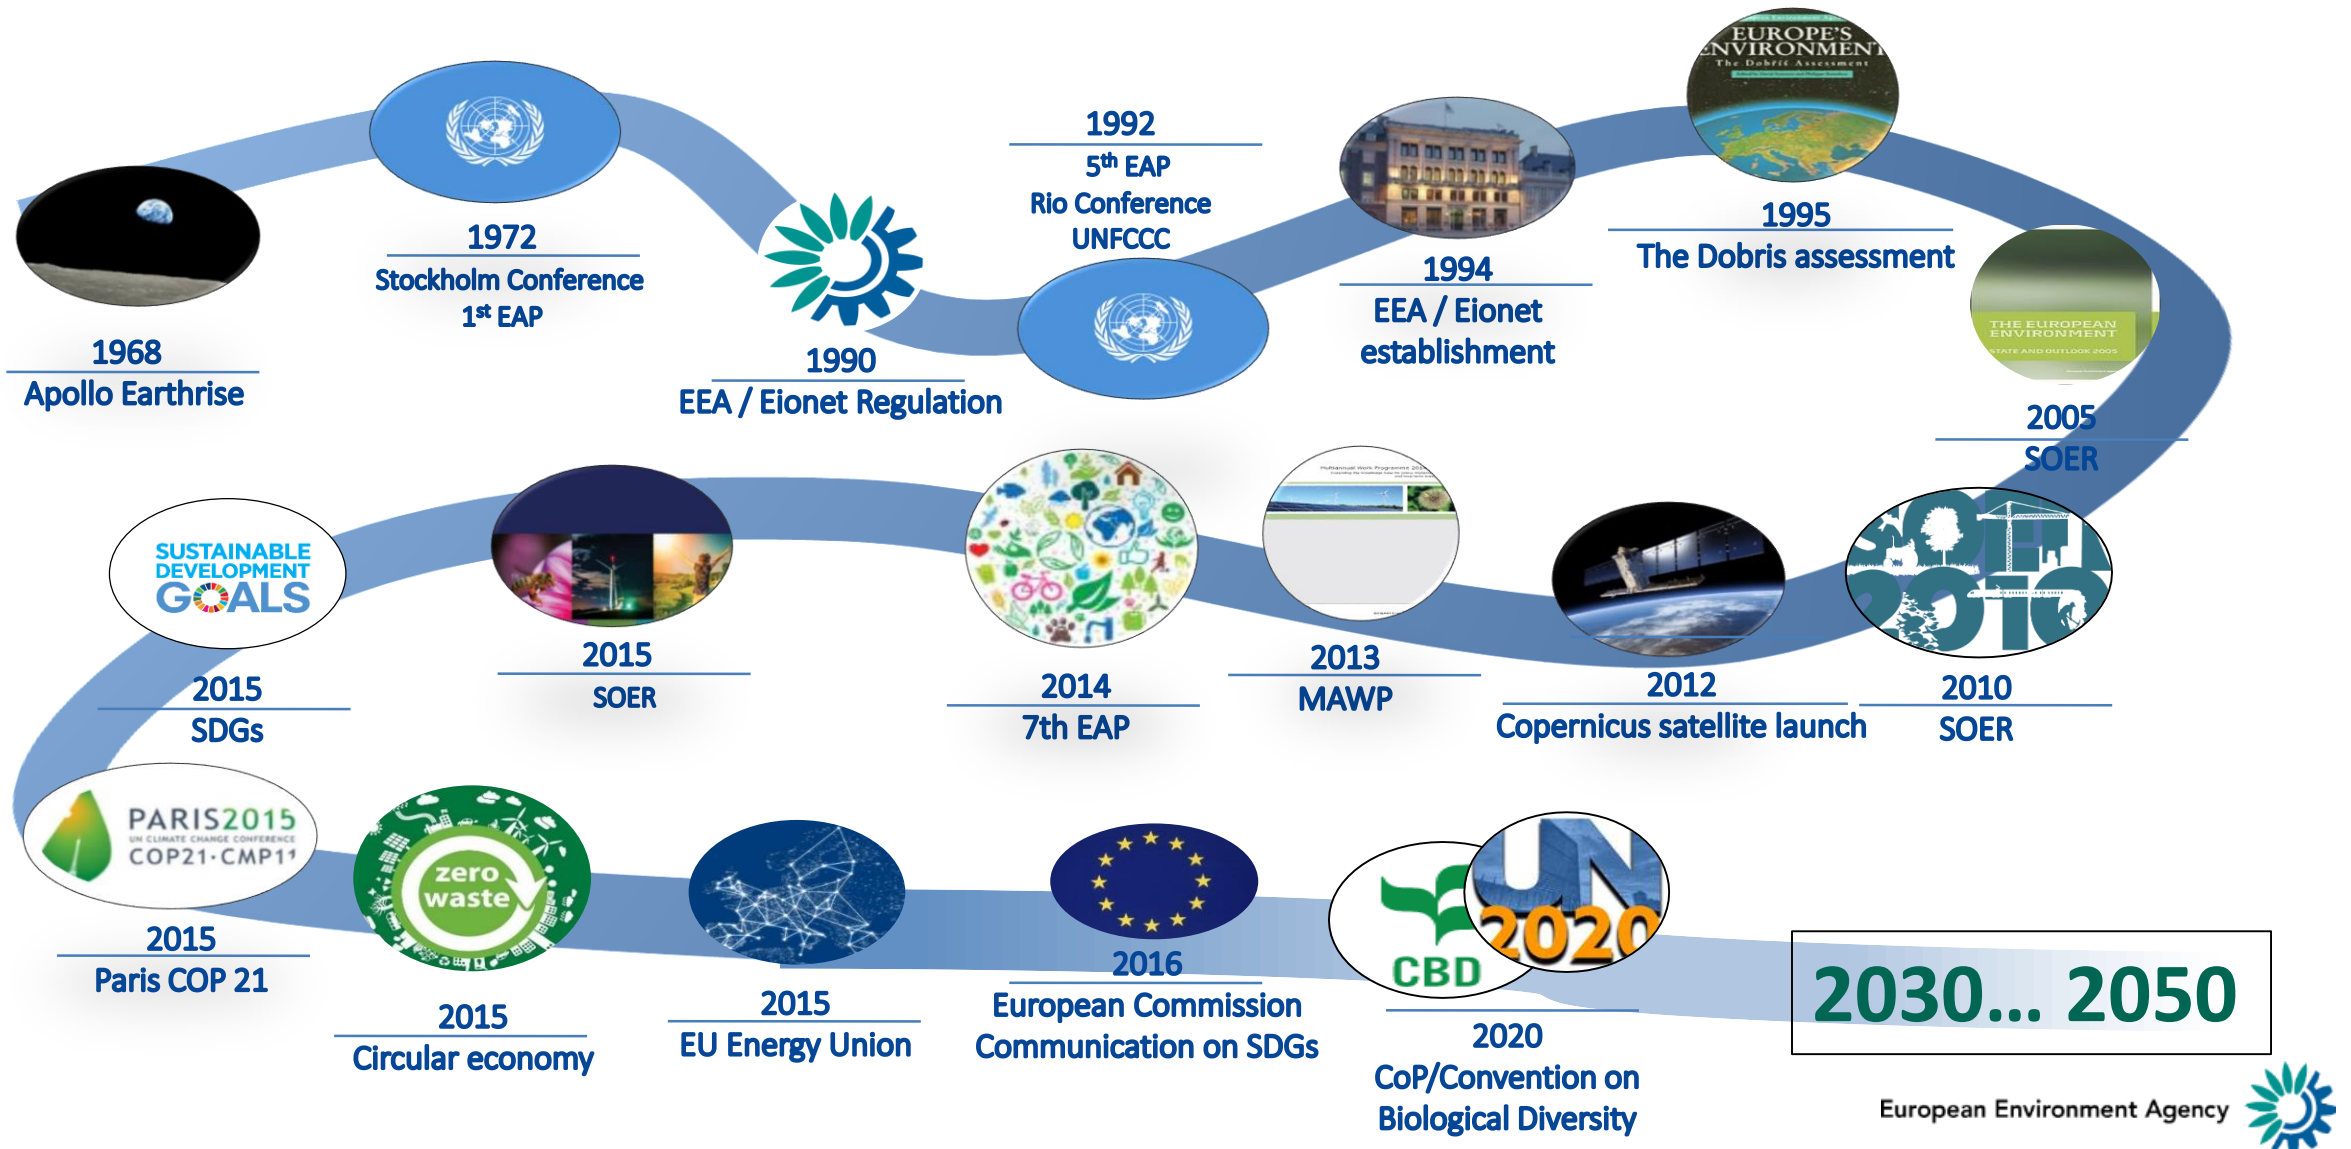 1968
Apollo Earthrise
1972
Stockholm Conference
1st EAP
1990
EEA / Eionet Regulation
1992
5th EAP
Rio Conference
UNFCCC
1994
EEA / Eionet
establishment
EUROPE'S
ENVIRONMENT
The Dobříš Assessment
1995
The Dobris assessment
THE EUROPEAN
ENVIRONMENT
STATE AND OUTLOOK 2005
2005
SOER
SOER
2010
2010
SOER
2012
Copernicus satellite launch
Multiannual Work Programme
2013
MAWP
2014
7th EAP
2015
SOER
SUSTAINABLE
DEVELOPMENT
GOALS
2015
SDGs
PARIS2015
UN CLIMATE CHANGE CONFERENCE
COP21·CMP11
2015
Paris COP 21
zero
waste
2015
Circular economy
2015
EU Energy Union
2016
European Commission
Communication on SDGs
CBD
UN
2020
2020
CoP/Convention on
Biological Diversity
2030... 2050
European Environment Agency